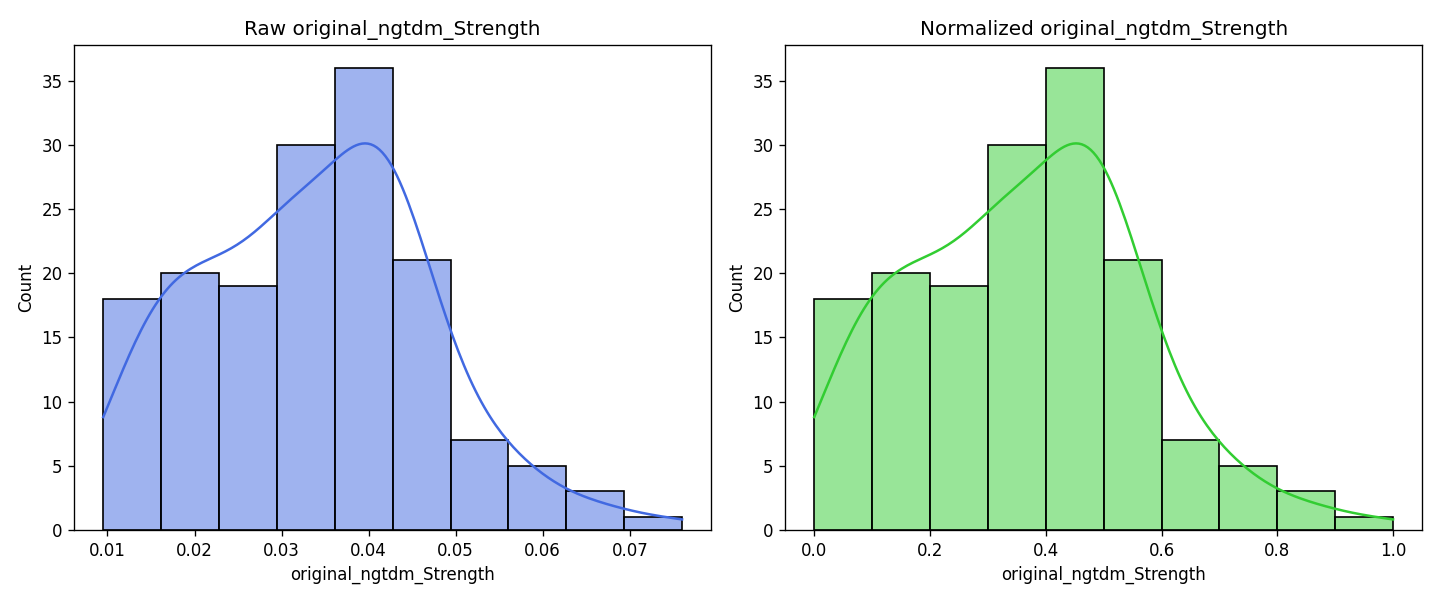 Raw original_ngtdm_Strength
Count
35
30
25
20
15
10
5
0
0.01 0.02 0.03 0.04 0.05 0.06 0.07
original_ngtdm_Strength
Normalized original_ngtdm_Strength
Count
35
30
25
20
15
10
5
0
0.0 0.2 0.4 0.6 0.8 1.0
original_ngtdm_Strength